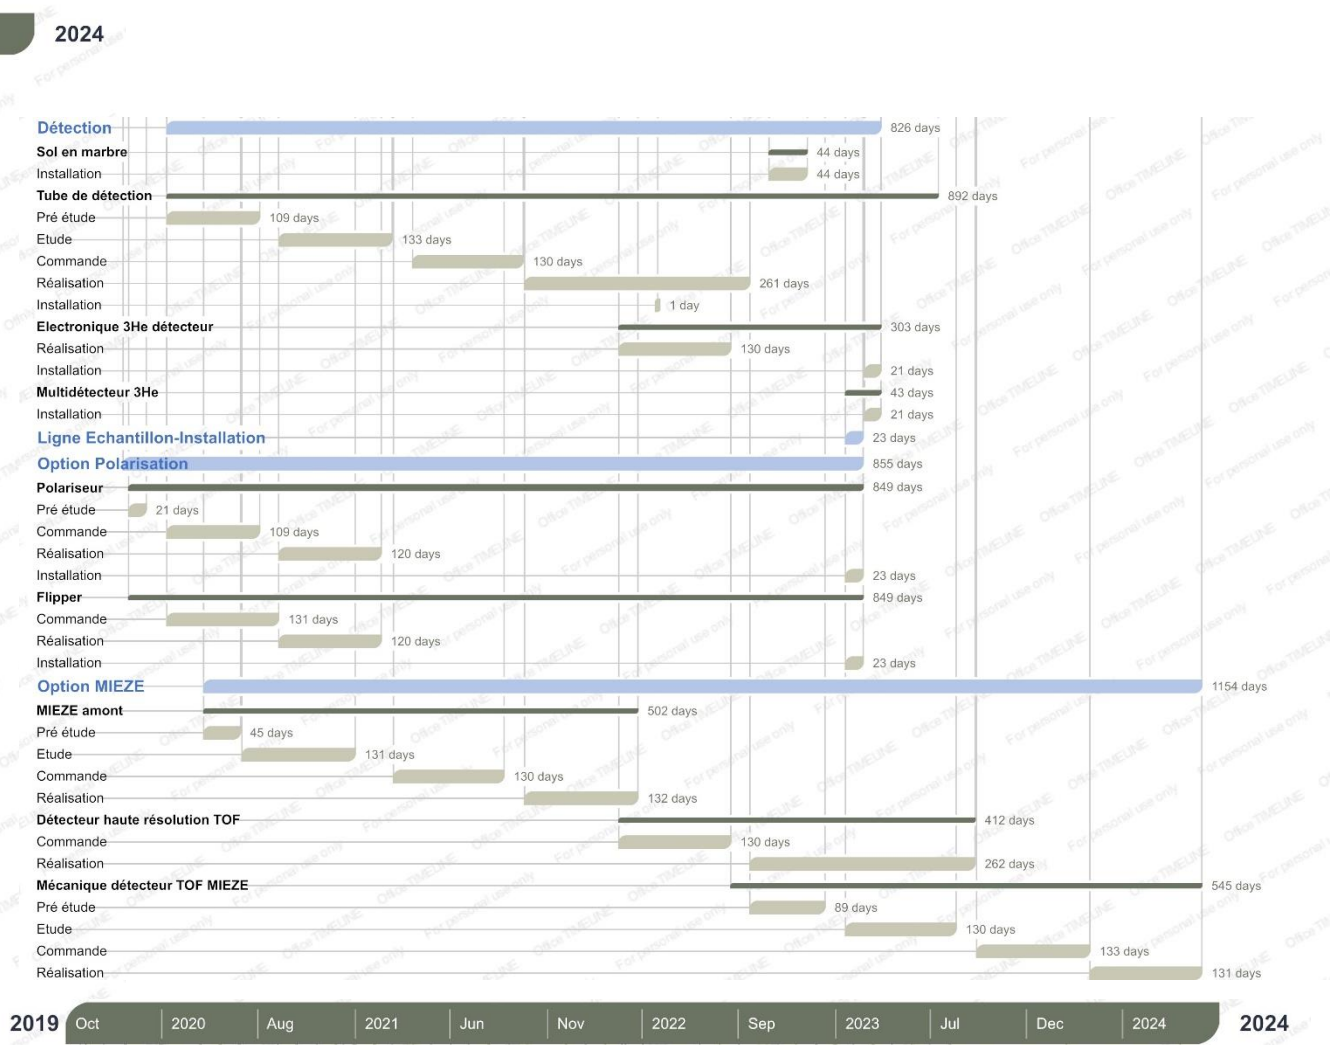 2024
Détection 826 days
Sol en marbre 44 days
Installation 44 days
Tube de détection 892 days
Pré étude 109 days
Etude 133 days
Commande 130 days
Réalisation 261 days
Installation 1 day
Electronique 3He détecteur 303 days
Réalisation 130 days
Installation 21 days
Multidétecteur 3He 43 days
Installation 21 days
Ligne Echantillon-Installation 23 days
Option Polarisation 855 days
Polariseur 849 days
Pré étude 21 days
Commande 109 days
Réalisation 120 days
Installation 23 days
Flipper 849 days
Commande 131 days
Réalisation 120 days
Installation 23 days
Option MIEZE 1154 days
MIEZE amont 502 days
Pré étude 45 days
Etude 131 days
Commande 130 days
Réalisation 132 days
Détecteur haute résolution TOF 412 days
Commande 130 days
Réalisation 262 days
Mécanique détecteur TOF MIEZE 545 days
Pré étude 89 days
Etude 130 days
Commande 133 days
Réalisation 131 days
2019 Oct 2020 Aug 2021 Jun Nov 2022 Sep 2023 Jul Dec 2024 2024